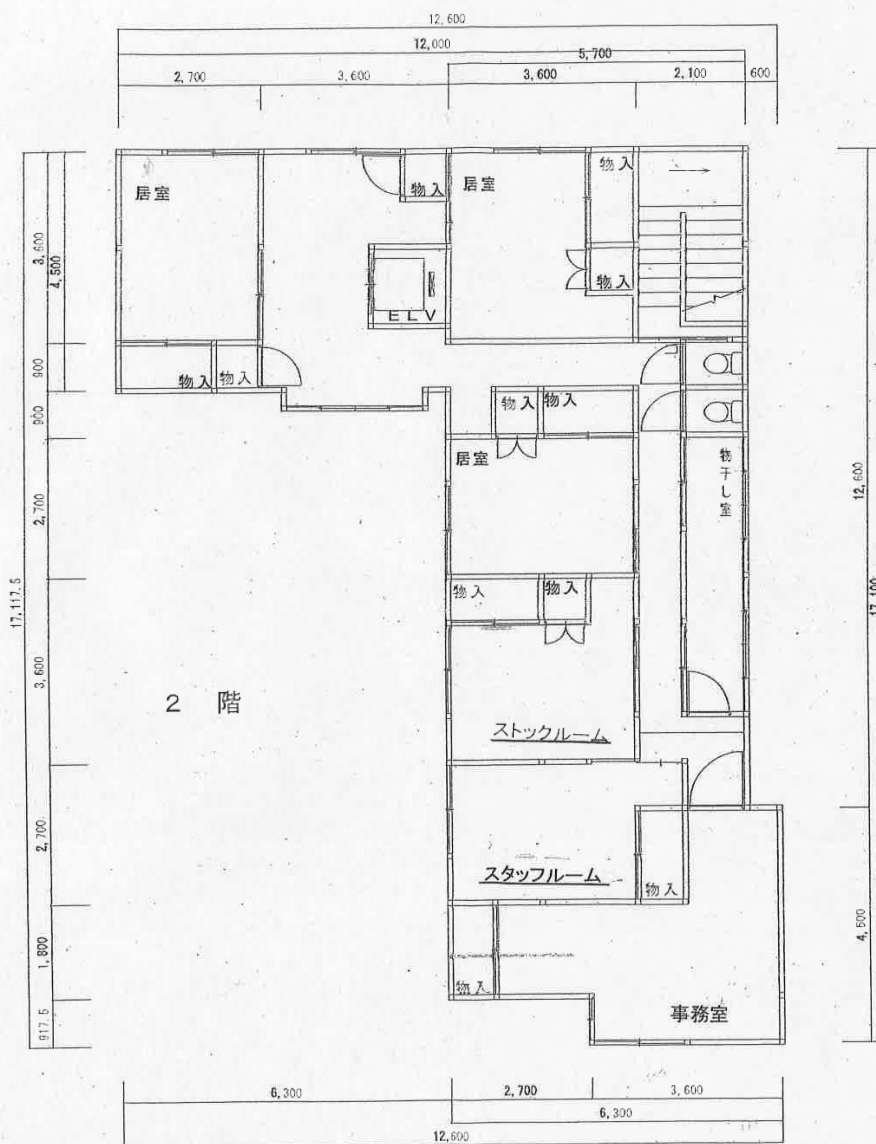 12,600
12,000
5,700
2,700
3,600
3,600
2,100
600
居室
物入
居室
物入
物入
ELV
物入
物入
物入
物入
居室
物干し室
物入
物入
2 階
ストックルーム
スタッフルーム
物入
物入
事務室
3,600
4,500
900
900
2,700
17,117.5
3,600
2,700
1,800
917.5
12,600
17,100
4,500
6,300
2,700
3,600
6,300
12,600